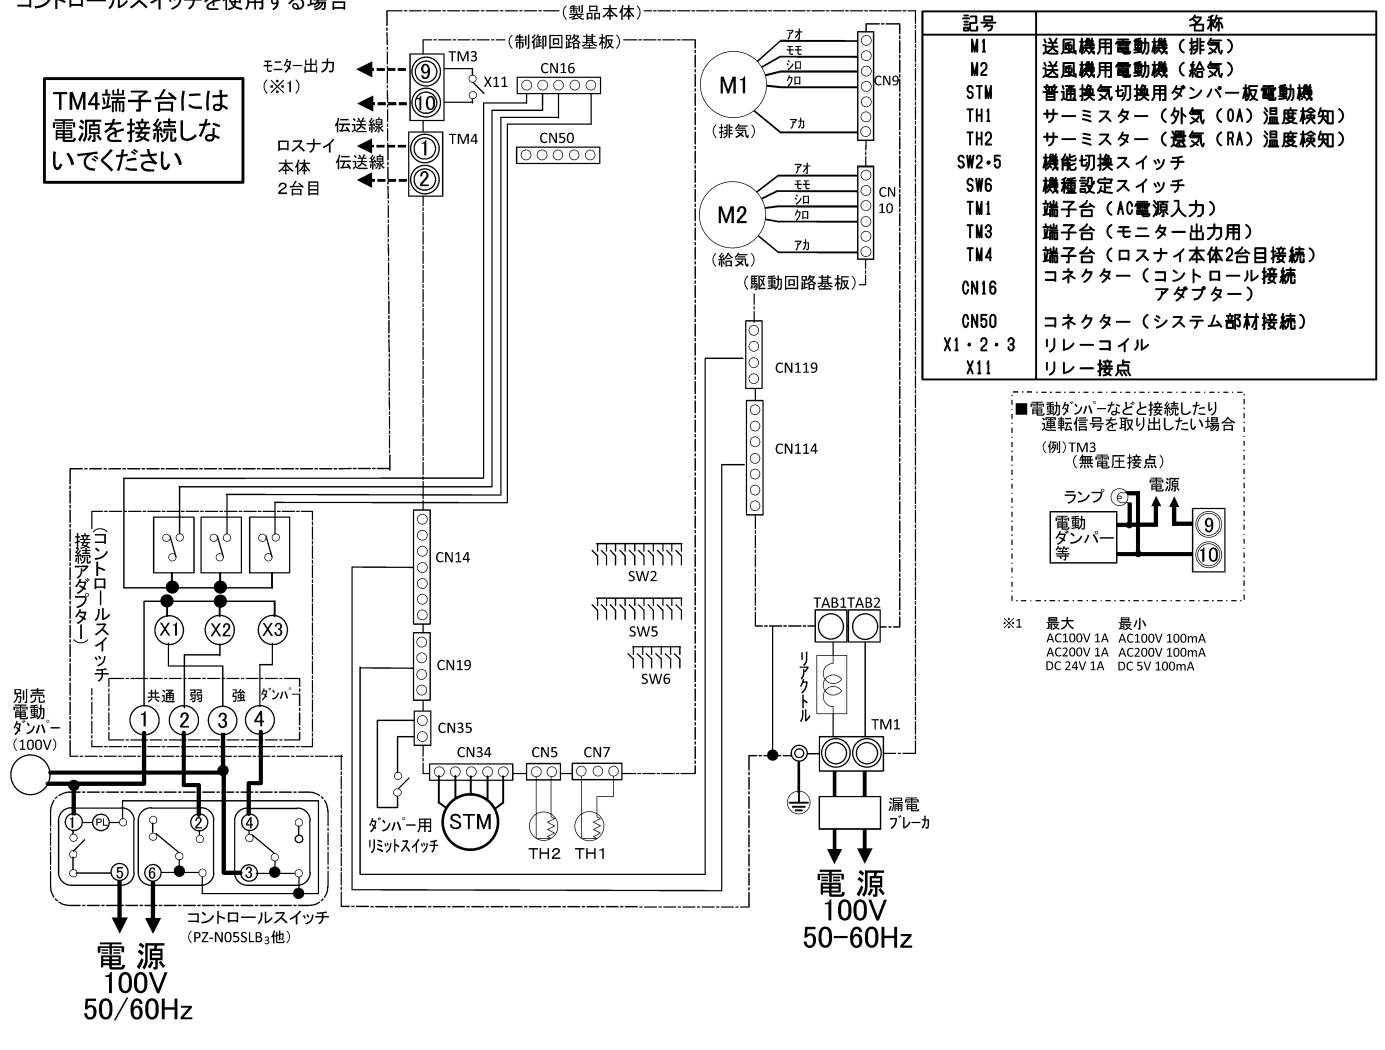 コントロールスイッチを使用する場合
TM4端子台には
電源を接続しな
いでください
(製品本体)
(制御回路基板)
モニター出力
(※1)
伝送線
ロスナイ
本体
2台目
伝送線
9
10
TM3
X11
1
2
TM4
CN16
CN50
M1
(排気)
アオ
モモ
シロ
クロ
アカ
CN9
M2
(給気)
アオ
モモ
シロ
クロ
アカ
CN
10
(駆動回路基板)
CN119
CN114
記号 名称
M1 送風機用電動機(排気)
M2 送風機用電動機(給気)
STM 普通換気切換用ダンパー板電動機
TH1 サーミスター(外気(OA)温度検知)
TH2 サーミスター(還気(RA)温度検知)
SW2・5 機能切換スイッチ
SW6 機種設定スイッチ
TM1 端子台(AC電源入力)
TM3 端子台(モニター出力用)
TM4 端子台(ロスナイ本体2台目接続)
CN16 コネクター(コントロール接続
アダプター)
CN50 コネクター(システム部材接続)
X1・2・3 リレーコイル
X11 リレー接点
■電動ダンパーなどと接続したり
運転信号を取り出したい場合
(例)TM3
(無電圧接点)
ランプ
電源
電動
ダンパー
等
9
10
※1 最大 最小
AC100V 1A AC100V 100mA
AC200V 1A AC200V 100mA
DC 24V 1A DC 5V 100mA
(コントロールスイッチ
接続アダプター)
X1 X2 X3
共通 弱 強 ダンパー
1 2 3 4
別売
電動
ダンパー
(100V)
1 PL 2 4
5 6 3
コントロールスイッチ
(PZ-N05SLB3他)
電 源
100V
50/60Hz
CN14
CN19
CN35
SW2
SW5
SW6
ダンパー用
リミットスイッチ
CN34
STM
CN5
TH2
CN7
TH1
TAB1 TAB2
リアクトル
TM1
漏電
ブレーカ
電 源
100V
50-60Hz